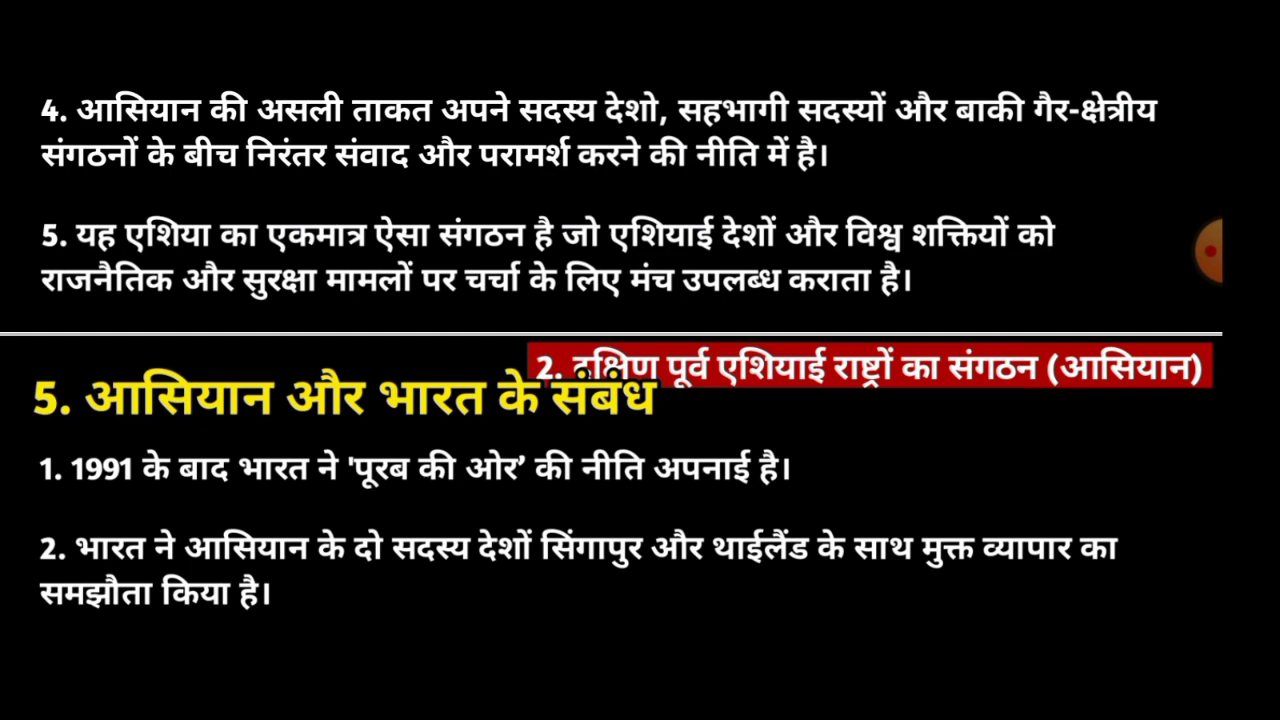 4. आसियान की असली ताकत अपने सदस्य देशो, सहभागी सदस्यों और बाकी गैर-क्षेत्रीय
संगठनों के बीच निरंतर संवाद और परामर्श करने की नीति में है।
5. यह एशिया का एकमात्र ऐसा संगठन है जो एशियाई देशों और विश्व शक्तियों को
राजनैतिक और सुरक्षा मामलों पर चर्चा के लिए मंच उपलब्ध कराता है।
2. दक्षिण पूर्व एशियाई राष्ट्रों का संगठन (आसियान)
5. आसियान और भारत के संबंध
1. 1991 के बाद भारत ने 'पूरब की ओर’ की नीति अपनाई है।
2. भारत ने आसियान के दो सदस्य देशों सिंगापुर और थाईलैंड के साथ मुक्त व्यापार का
समझौता किया है।